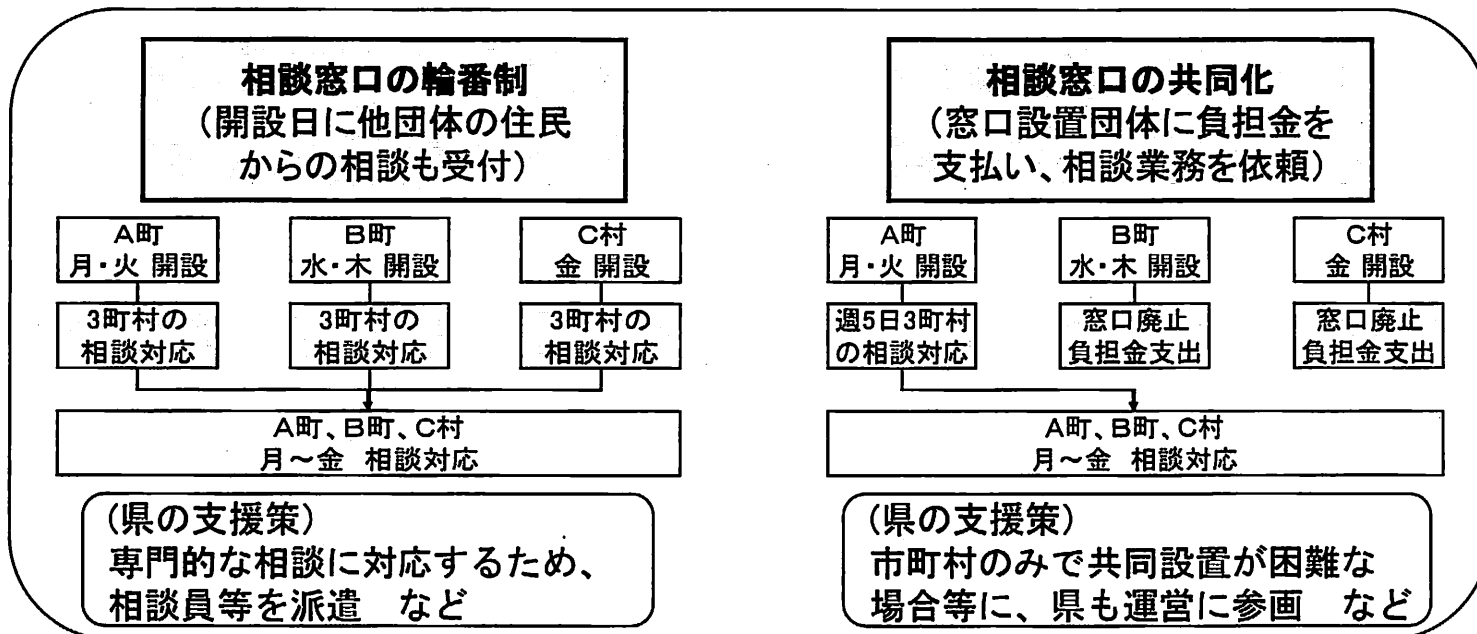 相談窓口の輪番制
(開設日に他団体の住民
からの相談も受付)
A町
月・火 開設
B町
水・木 開設
C村
金 開設
3町村の
相談対応
3町村の
相談対応
3町村の
相談対応
A町、B町、C村
月～金 相談対応
(県の支援策)
専門的な相談に対応するため、
相談員等を派遣 など
相談窓口の共同化
(窓口設置団体に負担金を
支払い、相談業務を依頼)
A町
月・火 開設
B町
水・木 開設
C村
金 開設
週5日3町村
の相談対応
窓口廃止
負担金支出
窓口廃止
負担金支出
A町、B町、C村
月～金 相談対応
(県の支援策)
市町村のみで共同設置が困難な
場合等に、県も運営に参画 など